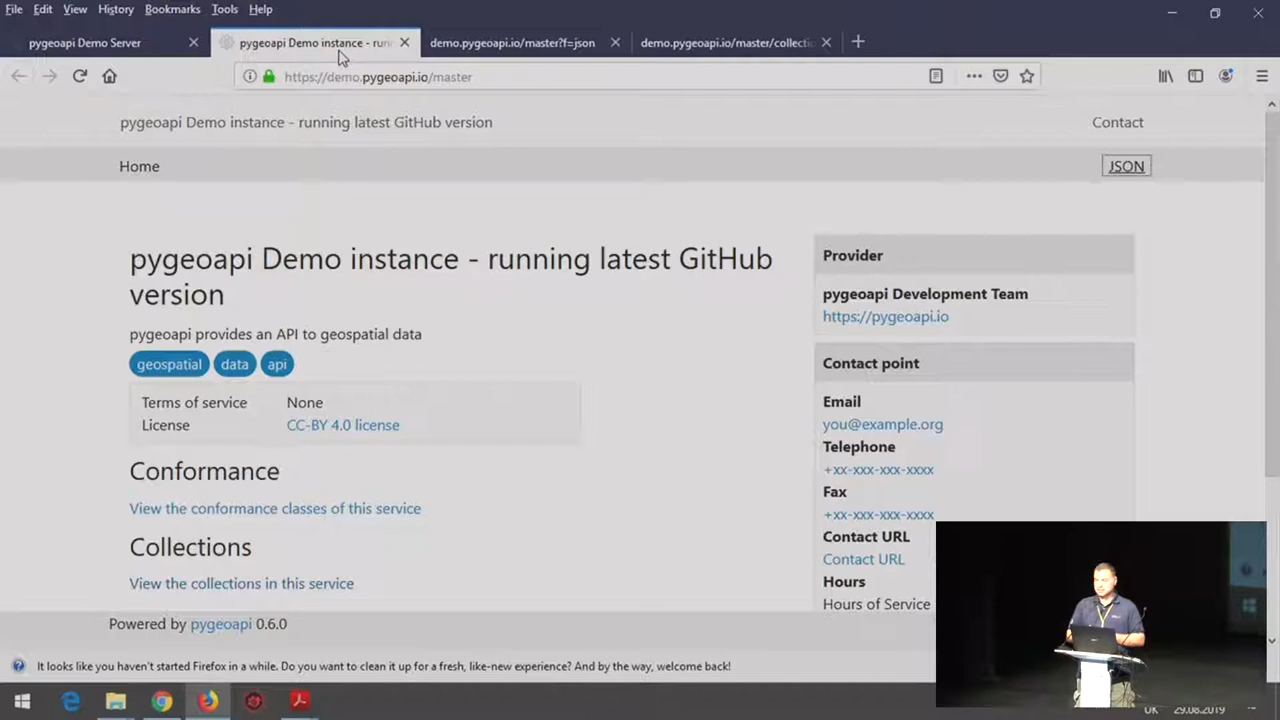 File Edit View History Bookmarks Tools Help
pygeoapi Demo Server
pygeoapi Demo instance - run
demo.pygeoapi.io/master?f=json
demo.pygeoapi.io/master/collecti
https://demo.pygeoapi.io/master
pygeoapi Demo instance - running latest GitHub version
Contact
Home
JSON
pygeoapi Demo instance - running latest GitHub
version
pygeoapi provides an API to geospatial data
geospatial data api
Terms of service None
License CC-BY 4.0 license
Conformance
View the conformance classes of this service
Collections
View the collections in this service
Provider
pygeoapi Development Team
https://pygeoapi.io
Contact point
Email
you@example.org
Telephone
+xx-xxx-xxx-xxxx
Fax
+xx-xxx-xxx-xxxx
Contact URL
Contact URL
Hours
Hours of Service
Powered by pygeoapi 0.6.0
It looks like you haven't started Firefox in a while. Do you want to clean it up for a fresh, like-new experience? And by the way, welcome back!
UK 29.08.2019